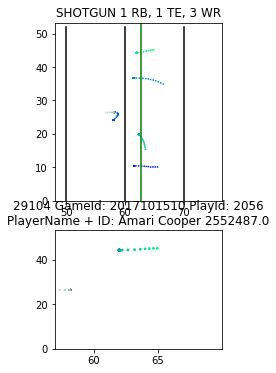 SHOTGUN 1 RB, 1 TE, 3 WR
50
40
30
20
10
0
50 60 70
29104 GameId: 2017101510 PlayId: 2056
PlayerName + ID: Amari Cooper 2552487.0
40
20
0
60 65